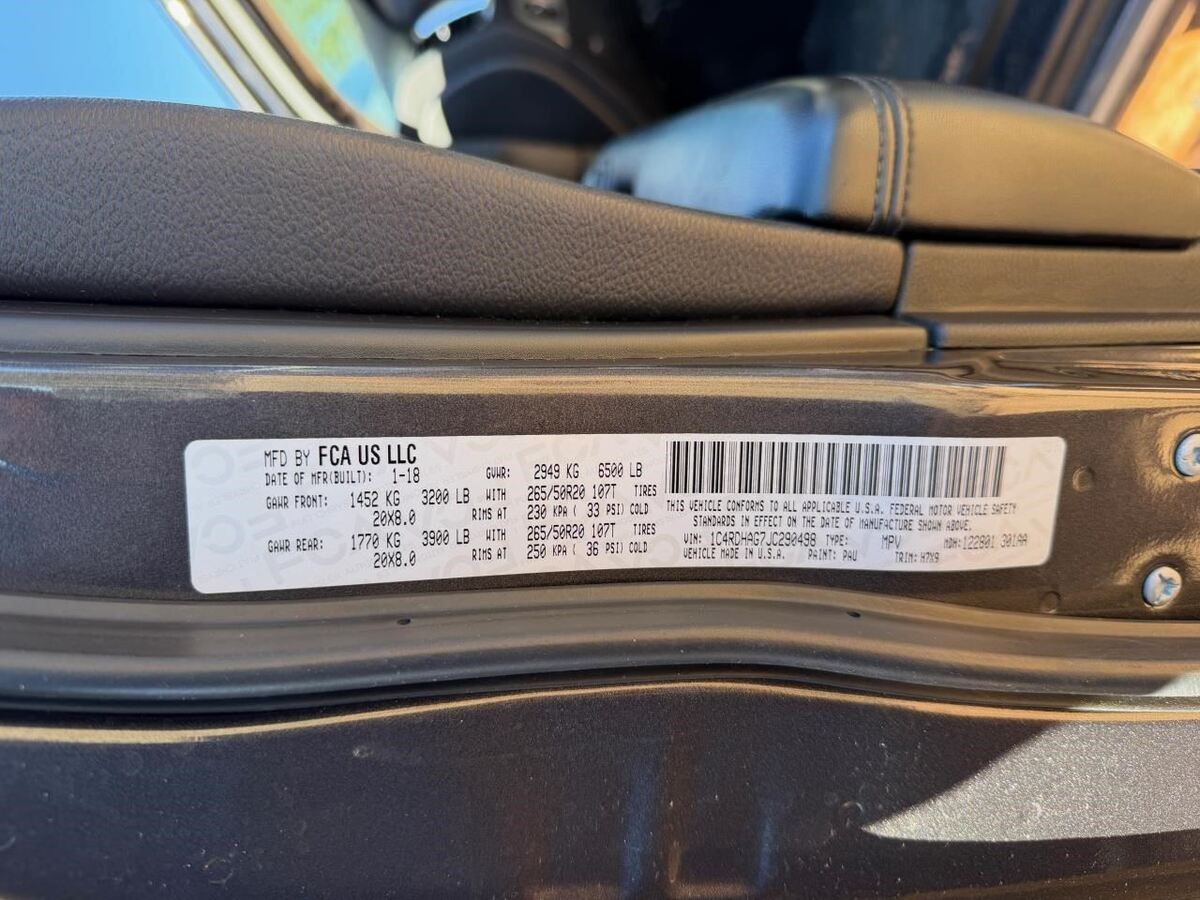 MFD BY FCA US LLC
DATE OF MFR(BUILT): 1-18 GVWR: 2949 KG 6500 LB
GAWR FRONT: 1452 KG 3200 LB WITH 265/50R20 107T TIRES
20X8.0 RIMS AT 230 KPA ( 33 PSI) COLD
GAWR REAR: 1770 KG 3900 LB WITH 265/50R20 107T TIRES
20X8.0 RIMS AT 250 KPA ( 36 PSI) COLD
THIS VEHICLE CONFORMS TO ALL APPLICABLE U.S.A. FEDERAL MOTOR VEHICLE SAFETY
STANDARDS IN EFFECT ON THE DATE OF MANUFACTURE SHOWN ABOVE.
VIN: 1C4RDHAG7JC290498 TYPE: MPV MDH: 122801 301AA
VEHICLE MADE IN U.S.A. PAINT: PAU TRIM: H7X9